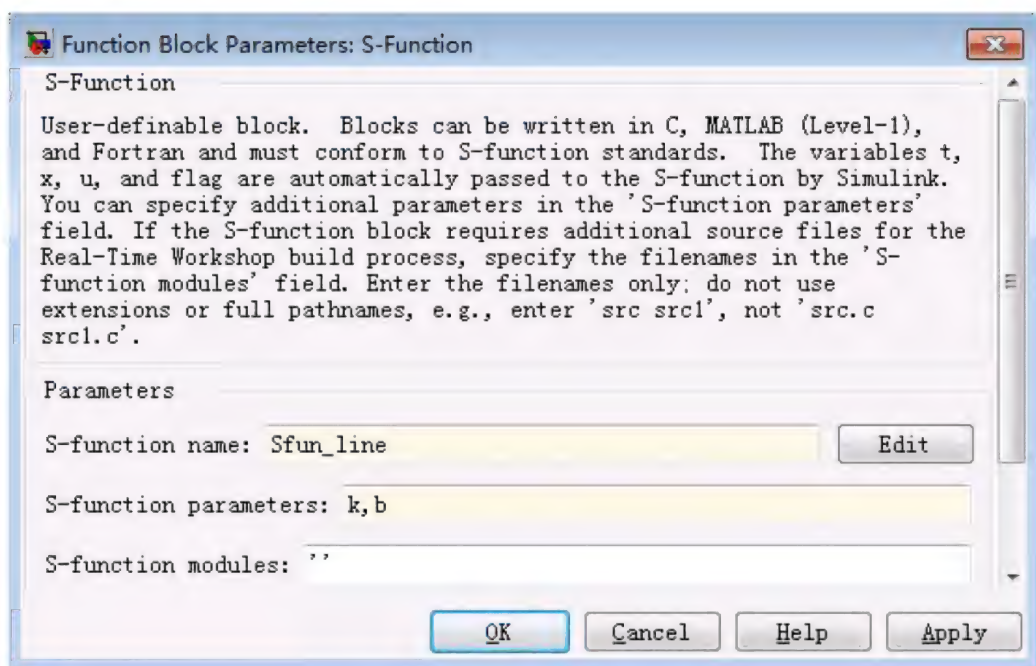 Function Block Parameters: S-Function
S-Function
User-definable block.  Blocks can be written in C, MATLAB (Level-1),
and Fortran and must conform to S-function standards.  The variables t,
x, u, and flag are automatically passed to the S-function by Simulink.
You can specify additional parameters in the 'S-function parameters'
field. If the S-function block requires additional source files for the
Real-Time Workshop build process, specify the filenames in the 'S-
function modules' field. Enter the filenames only; do not use
extensions or full pathnames, e.g., enter 'src src1', not 'src.c
src1.c'.
Parameters
S-function name: Sfun_line Edit
S-function parameters: k,b
S-function modules: ''
OK Cancel Help Apply